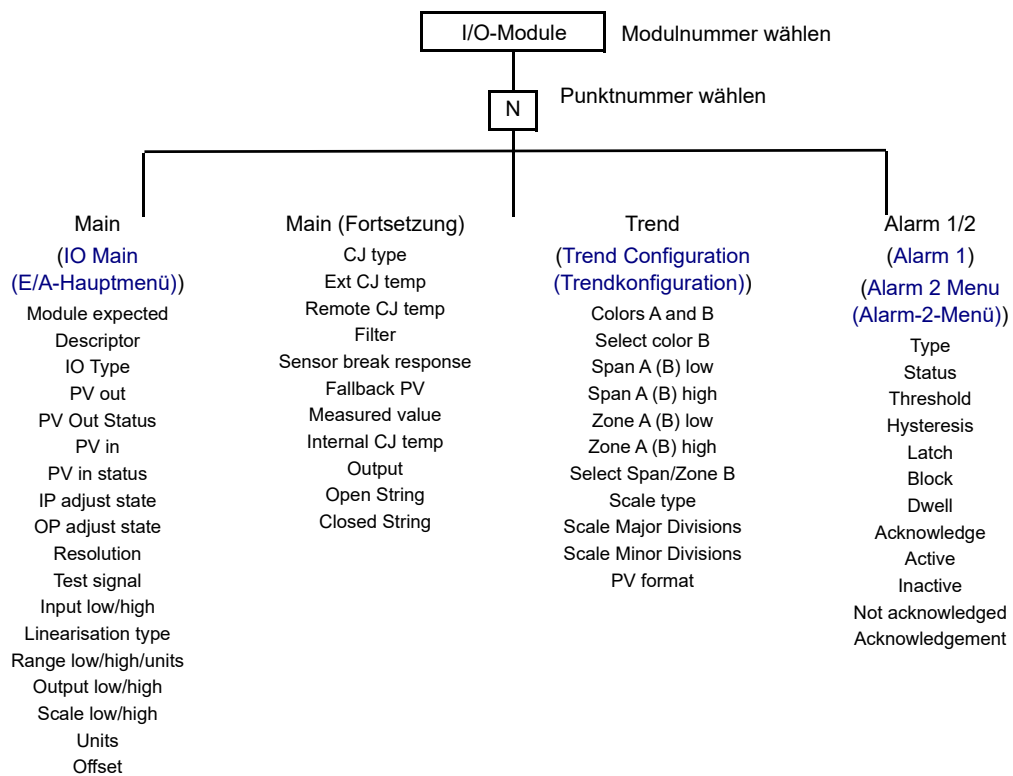 I/O-Module
Modulnummer wählen
N
Punktnummer wählen
Main
(IO Main
(E/A-Hauptmenü))
Module expected
Descriptor
IO Type
PV out
PV Out Status
PV in
PV in status
IP adjust state
OP adjust state
Resolution
Test signal
Input low/high
Linearisation type
Range low/high/units
Output low/high
Scale low/high
Units
Offset
Main (Fortsetzung)
CJ type
Ext CJ temp
Remote CJ temp
Filter
Sensor break response
Fallback PV
Measured value
Internal CJ temp
Output
Open String
Closed String
Trend
(Trend Configuration
(Trendkonfiguration))
Colors A and B
Select color B
Span A (B) low
Span A (B) high
Zone A (B) low
Zone A (B) high
Select Span/Zone B
Scale type
Scale Major Divisions
Scale Minor Divisions
PV format
Alarm 1/2
(Alarm 1)
(Alarm 2 Menu
(Alarm-2-Menü))
Type
Status
Threshold
Hysteresis
Latch
Block
Dwell
Acknowledge
Active
Inactive
Not acknowledged
Acknowledgement